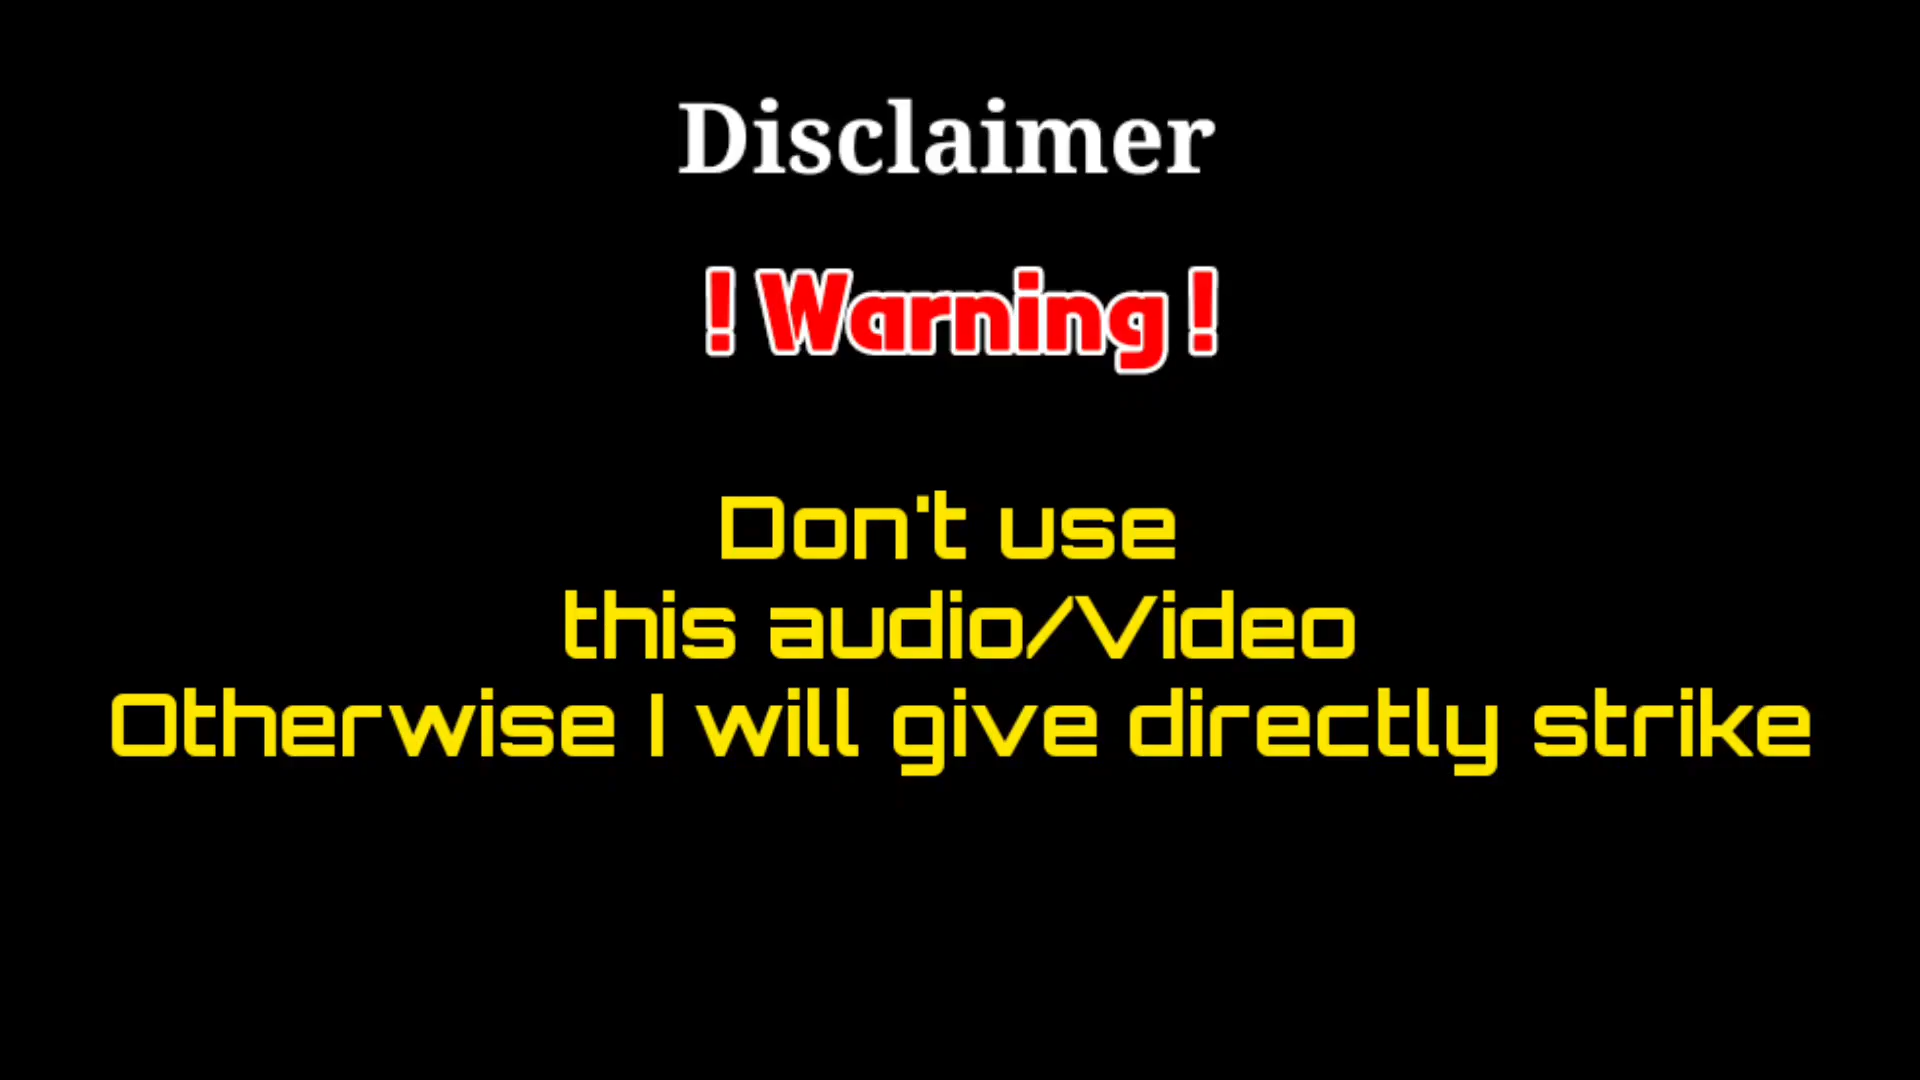 Disclaimer
! Warning !
Don't use
this audio/Video
Otherwise I will give directly strike